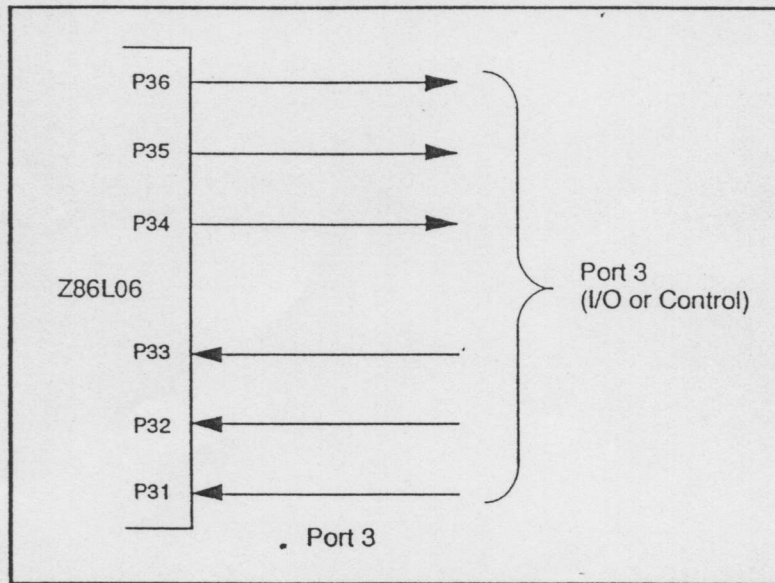 P36
P35
P34
Z86L06
P33
P32
P31
Port 3
(I/O or Control)
Port 3